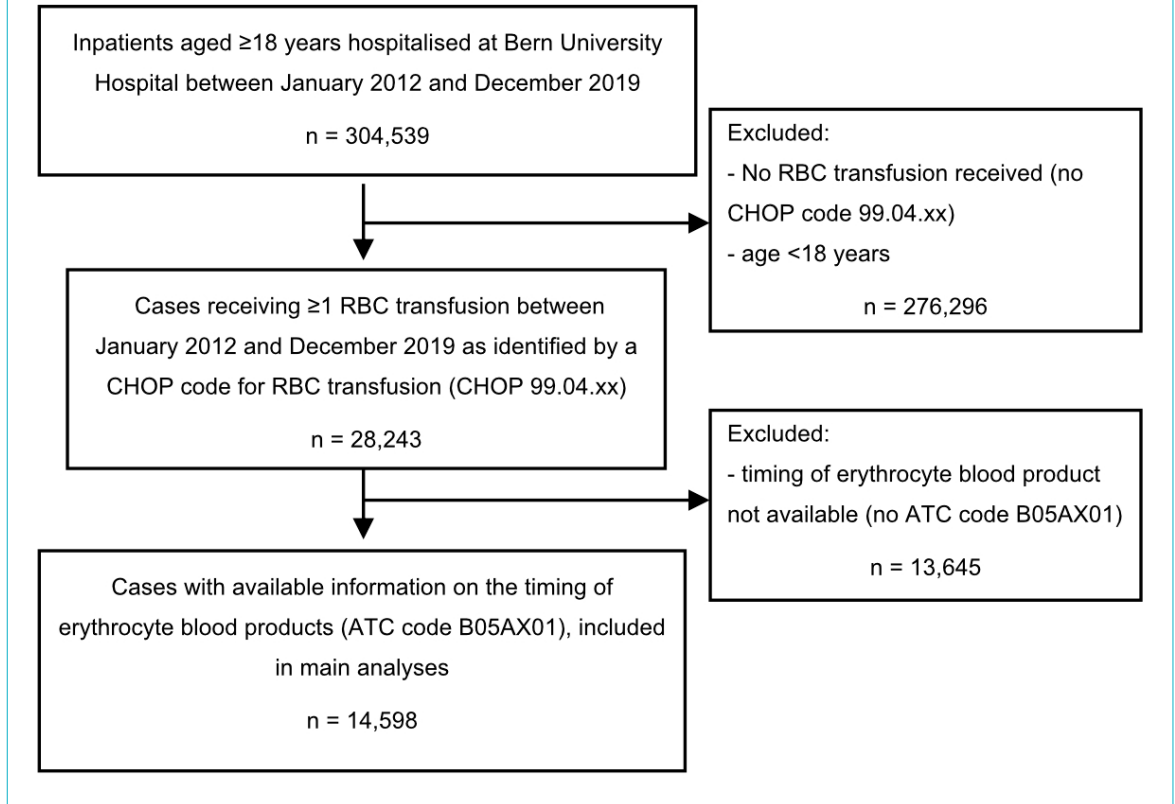 Inpatients aged ≥18 years hospitalised at Bern University
Hospital between January 2012 and December 2019
n = 304,539
Excluded:
- No RBC transfusion received (no
CHOP code 99.04.xx)
- age <18 years
n = 276,296
Cases receiving ≥1 RBC transfusion between
January 2012 and December 2019 as identified by a
CHOP code for RBC transfusion (CHOP 99.04.xx)
n = 28,243
Excluded:
- timing of erythrocyte blood product
not available (no ATC code B05AX01)
n = 13,645
Cases with available information on the timing of
erythrocyte blood products (ATC code B05AX01), included
in main analyses
n = 14,598